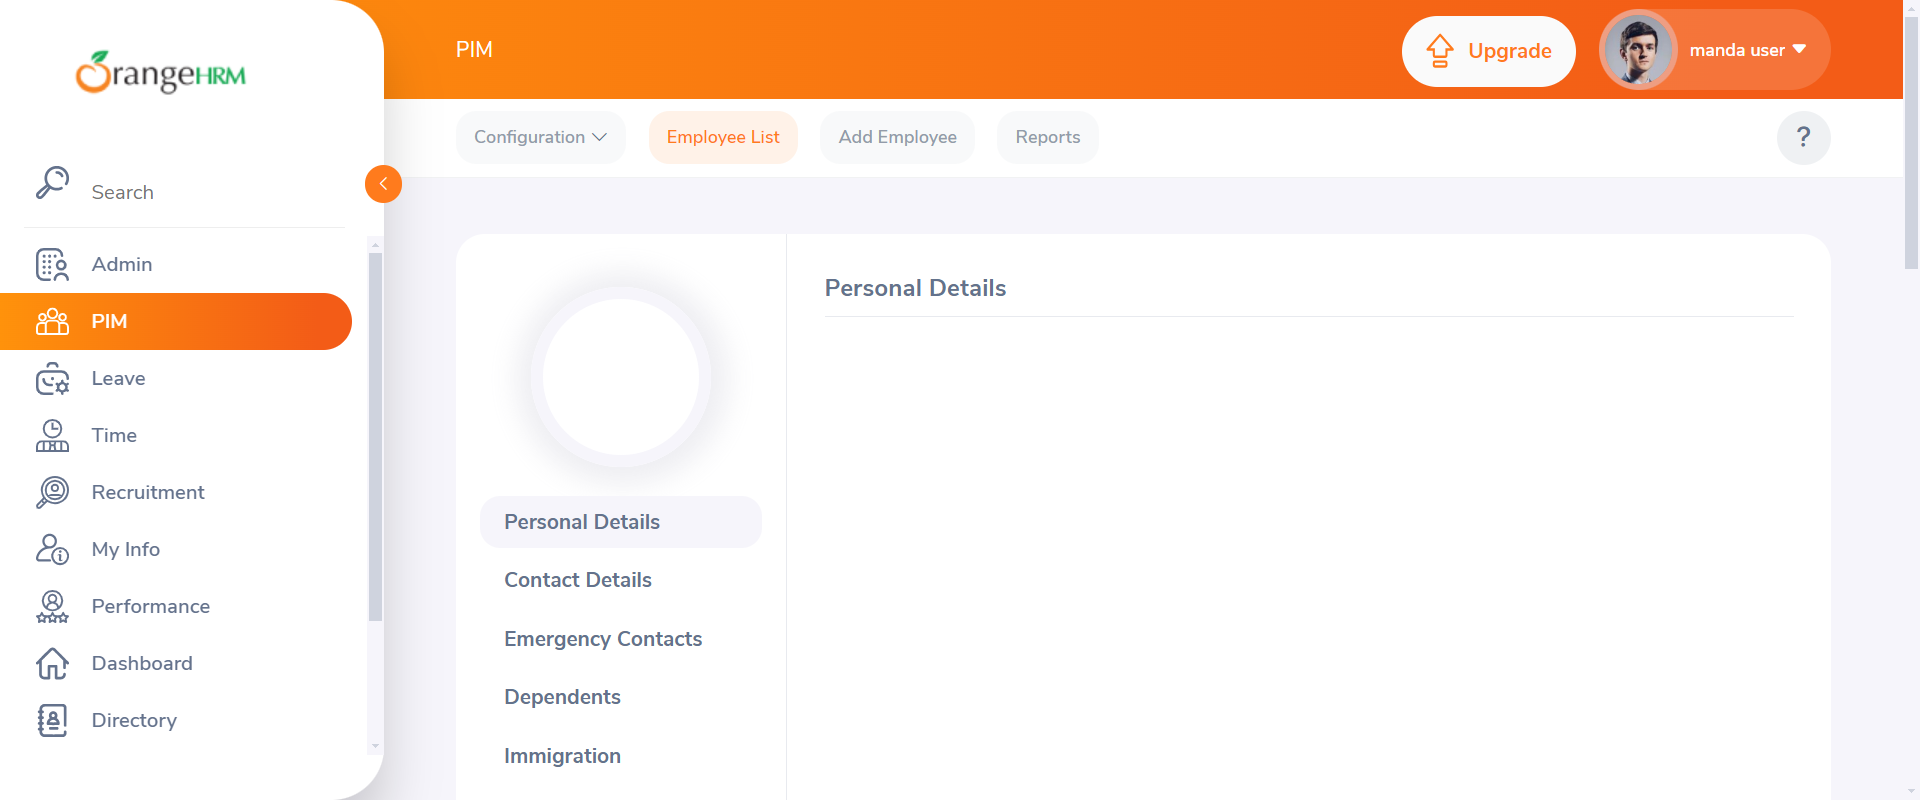 OrangeHRM
PIM
Upgrade
manda user
Search
Configuration
Employee List
Add Employee
Reports
?
Admin
PIM
Leave
Time
Recruitment
My Info
Performance
Dashboard
Directory
Personal Details
Contact Details
Emergency Contacts
Dependents
Immigration
Personal Details